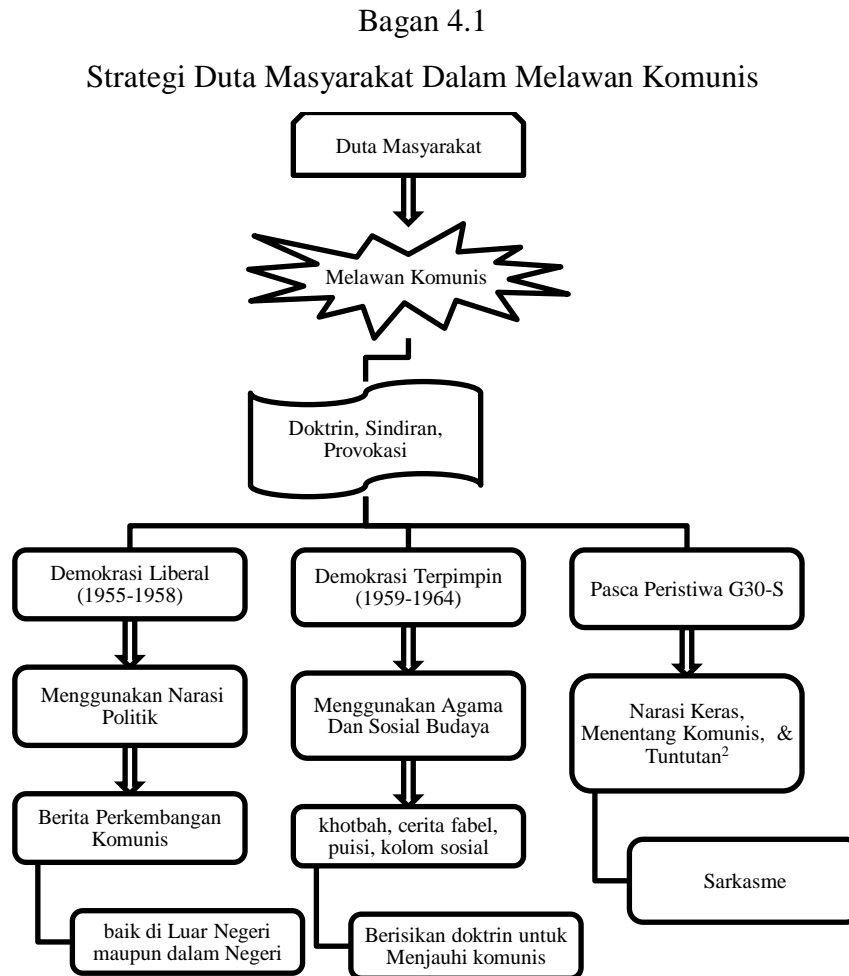 Bagan 4.1
Strategi Duta Masyarakat Dalam Melawan Komunis
Duta Masyarakat
Melawan Komunis
Doktrin, Sindiran,
Provokasi
Demokrasi Liberal
(1955-1958)
Menggunakan Narasi
Politik
Berita Perkembangan
Komunis
baik di Luar Negeri
maupun dalam Negeri
Demokrasi Terpimpin
(1959-1964)
Menggunakan Agama
Dan Sosial Budaya
khotbah, cerita fabel,
puisi, kolom sosial
Berisikan doktrin untuk
Menjauhi komunis
Pasca Peristiwa G30-S
Narasi Keras,
Menentang Komunis, &
Tuntutan²
Sarkasme